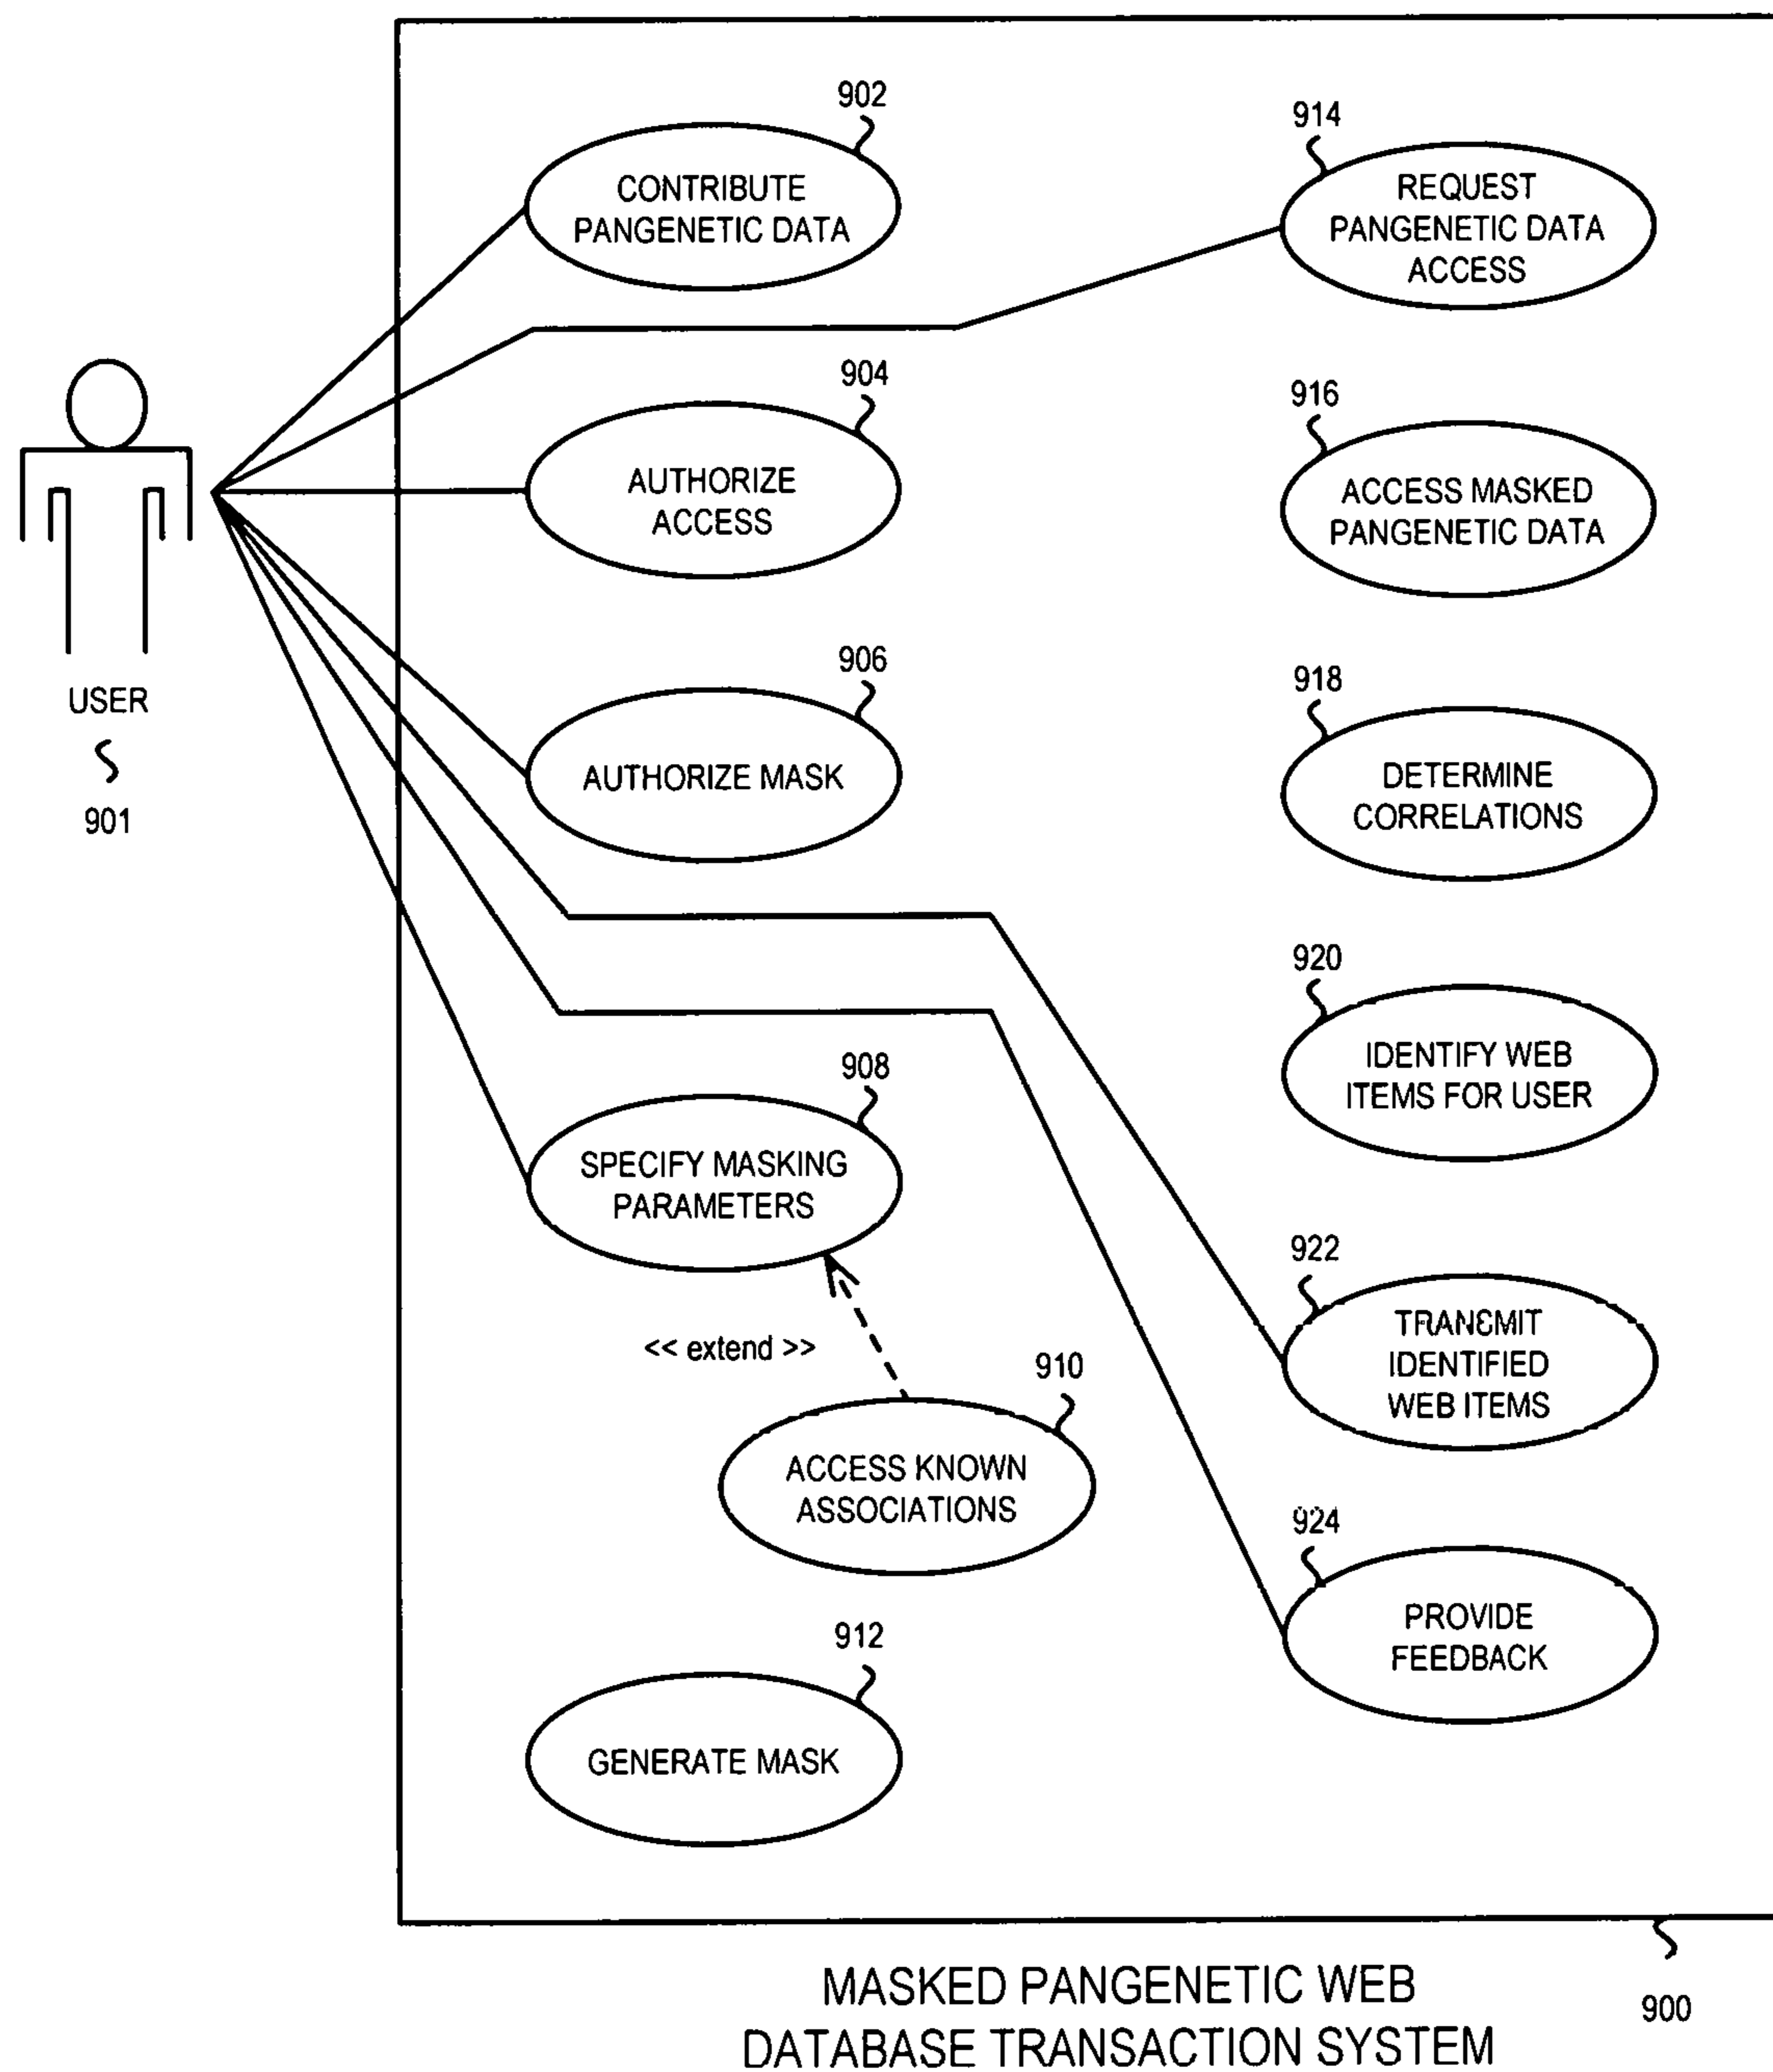 902
CONTRIBUTE
PANGENETIC DATA
914
REQUEST
PANGENETIC DATA
ACCESS
904
AUTHORIZE
ACCESS
916
ACCESS MASKED
PANGENETIC DATA
USER
901
906
AUTHORIZE MASK
918
DETERMINE
CORRELATIONS
920
IDENTIFY WEB
ITEMS FOR USER
908
SPECIFY MASKING
PARAMETERS
<< extend >>
922
TRANSMIT
IDENTIFIED
WEB ITEMS
910
ACCESS KNOWN
ASSOCIATIONS
924
PROVIDE
FEEDBACK
912
GENERATE MASK
MASKED PANGENETIC WEB
DATABASE TRANSACTION SYSTEM
900